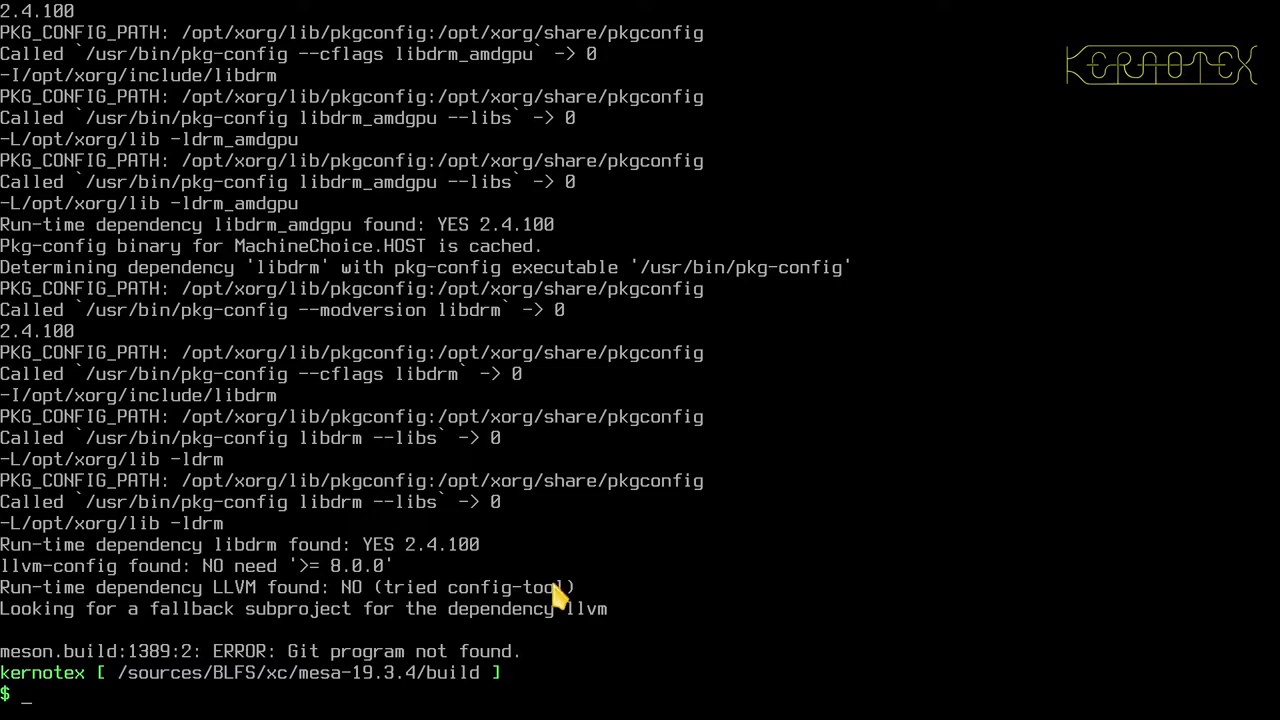 2.4.100
PKG_CONFIG_PATH: /opt/xorg/lib/pkgconfig:/opt/xorg/share/pkgconfig
Called `/usr/bin/pkg-config --cflags libdrm_amdgpu` -> 0
-I/opt/xorg/include/libdrm
PKG_CONFIG_PATH: /opt/xorg/lib/pkgconfig:/opt/xorg/share/pkgconfig
Called `/usr/bin/pkg-config libdrm_amdgpu --libs` -> 0
-L/opt/xorg/lib -ldrm_amdgpu
PKG_CONFIG_PATH: /opt/xorg/lib/pkgconfig:/opt/xorg/share/pkgconfig
Called `/usr/bin/pkg-config libdrm_amdgpu --libs` -> 0
-L/opt/xorg/lib -ldrm_amdgpu
Run-time dependency libdrm_amdgpu found: YES 2.4.100
Pkg-config binary for MachineChoice.HOST is cached.
Determining dependency 'libdrm' with pkg-config executable '/usr/bin/pkg-config'
PKG_CONFIG_PATH: /opt/xorg/lib/pkgconfig:/opt/xorg/share/pkgconfig
Called `/usr/bin/pkg-config --modversion libdrm` -> 0
2.4.100
PKG_CONFIG_PATH: /opt/xorg/lib/pkgconfig:/opt/xorg/share/pkgconfig
Called `/usr/bin/pkg-config --cflags libdrm` -> 0
-I/opt/xorg/include/libdrm
PKG_CONFIG_PATH: /opt/xorg/lib/pkgconfig:/opt/xorg/share/pkgconfig
Called `/usr/bin/pkg-config libdrm --libs` -> 0
-L/opt/xorg/lib -ldrm
PKG_CONFIG_PATH: /opt/xorg/lib/pkgconfig:/opt/xorg/share/pkgconfig
Called `/usr/bin/pkg-config libdrm --libs` -> 0
-L/opt/xorg/lib -ldrm
Run-time dependency libdrm found: YES 2.4.100
llvm-config found: NO need '>= 8.0.0'
Run-time dependency LLVM found: NO (tried config-tool)
Looking for a fallback subproject for the dependency llvm
meson.build:1389:2: ERROR: Git program not found.
kernotex [ /sources/BLFS/xc/mesa-19.3.4/build ]
$ _
KERNOTEX